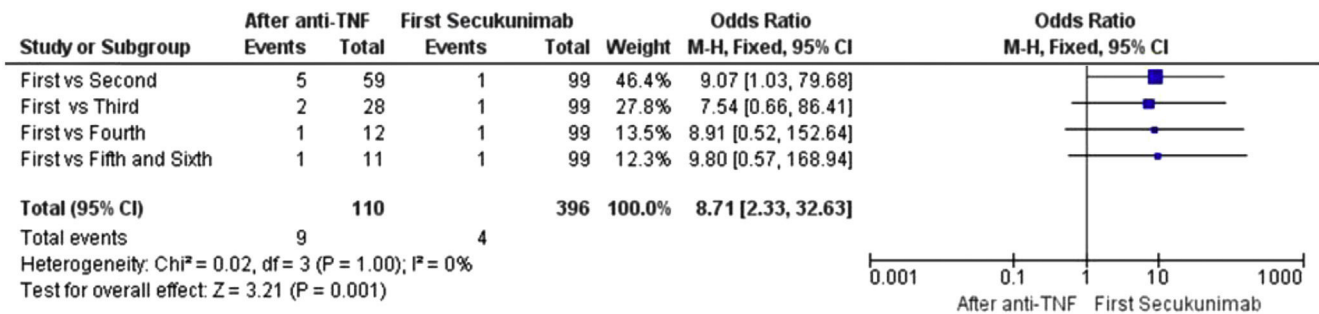 After anti-TNF First Secukunimab Odds Ratio Odds Ratio
Study or Subgroup Events Total Events Total Weight M-H, Fixed, 95% CI M-H, Fixed, 95% CI
First vs Second 5 59 1 99 46.4% 9.07 [1.03, 79.68]
First vs Third 2 28 1 99 27.8% 7.54 [0.66, 86.41]
First vs Fourth 1 12 1 99 13.5% 8.91 [0.52, 152.64]
First vs Fifth and Sixth 1 11 1 99 12.3% 9.80 [0.57, 168.94]
Total (95% CI) 110 396 100.0% 8.71 [2.33, 32.63]
Total events 9 4
Heterogeneity: Chi² = 0.02, df = 3 (P = 1.00); I² = 0%
Test for overall effect: Z = 3.21 (P = 0.001)
0.001 0.1 1 10 1000
After anti-TNF First Secukunimab